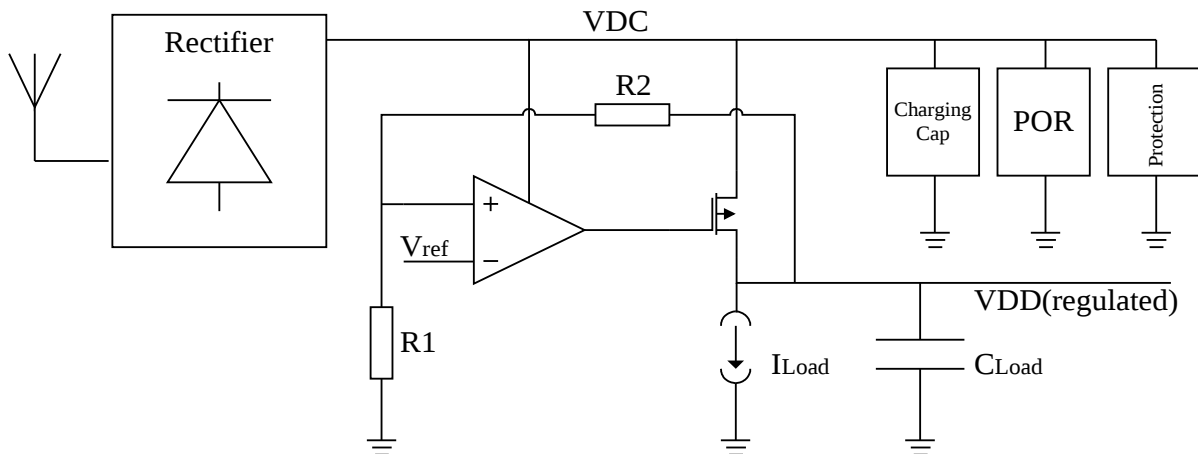 VDC
Rectifier
R2
Charging
Cap
POR
Protection
+
Vref
−
VDD(regulated)
R1
ILoad
CLoad